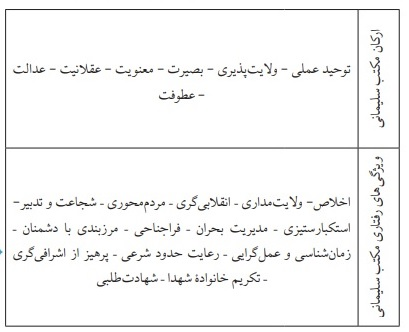 ارکان مکتب سلیمانی
توحید عملی – ولایت‌پذیری – بصیرت – معنویت – عقلانیت – عدالت
– عطوفت
ویژگی‌های رفتاری مکتب سلیمانی
اخلاص– ولایت‌مداری ـ انقلابی‌گری ـ مردم‌محوری ـ شجاعت و تدبیر–
استکبارستیزی ـ مدیریت بحران ـ فراجناحی ـ مرزبندی با دشمنان ـ
زمان‌شناسی و عمل‌گرایی ـ رعایت حدود شرعی ـ پرهیز از اشرافی‌گری
ـ تکریم خانوادهٔ شهدا ـ شهادت‌طلبی